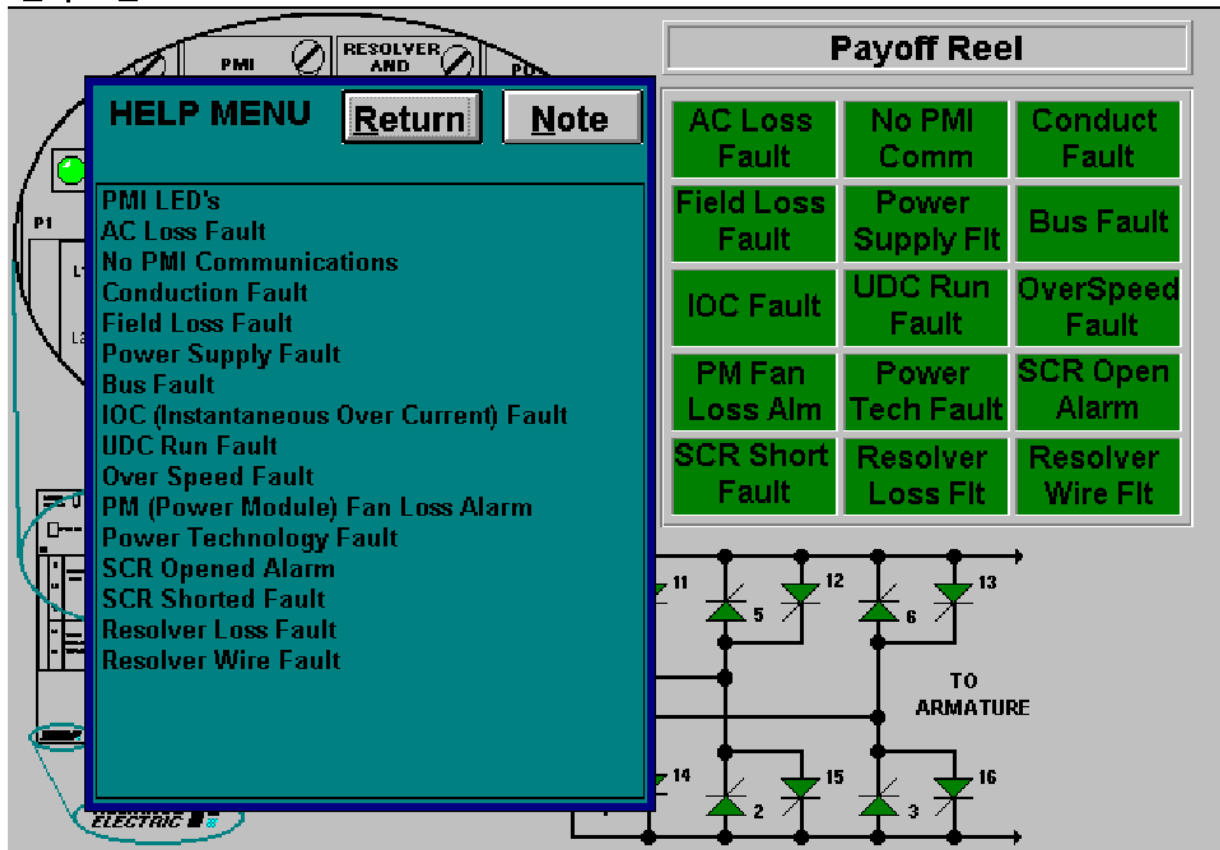 PMI
RESOLVER
AND
Payoff Reel
HELP MENU
Return
Note
PMI LED's
AC Loss Fault
No PMI Communications
Conduction Fault
Field Loss Fault
Power Supply Fault
Bus Fault
IOC (Instantaneous Over Current) Fault
UDC Run Fault
Over Speed Fault
PM (Power Module) Fan Loss Alarm
Power Technology Fault
SCR Opened Alarm
SCR Shorted Fault
Resolver Loss Fault
Resolver Wire Fault
P1
AC Loss
Fault
No PMI
Comm
Conduct
Fault
Field Loss
Fault
Power
Supply Flt
Bus Fault
IOC Fault
UDC Run
Fault
OverSpeed
Fault
PM Fan
Loss Alm
Power
Tech Fault
SCR Open
Alarm
SCR Short
Fault
Resolver
Loss Flt
Resolver
Wire Flt
11
5
12
6
13
TO
ARMATURE
14
2
15
3
16
ELECTRIC